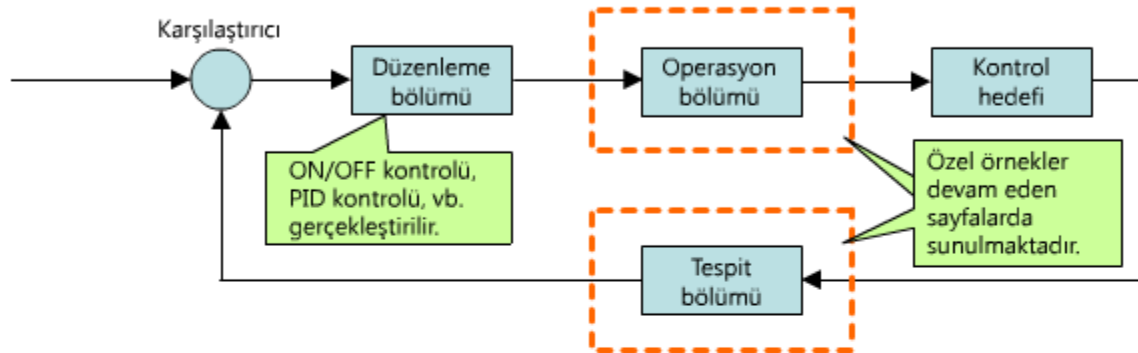 Karşılaştırıcı
Düzenleme
bölümü
Operasyon
bölümü
Kontrol
hedefi
ON/OFF kontrolü,
PID kontrolü, vb.
gerçekleştirilir.
Özel örnekler
devam eden
sayfalarda
sunulmaktadır.
Tespit
bölümü